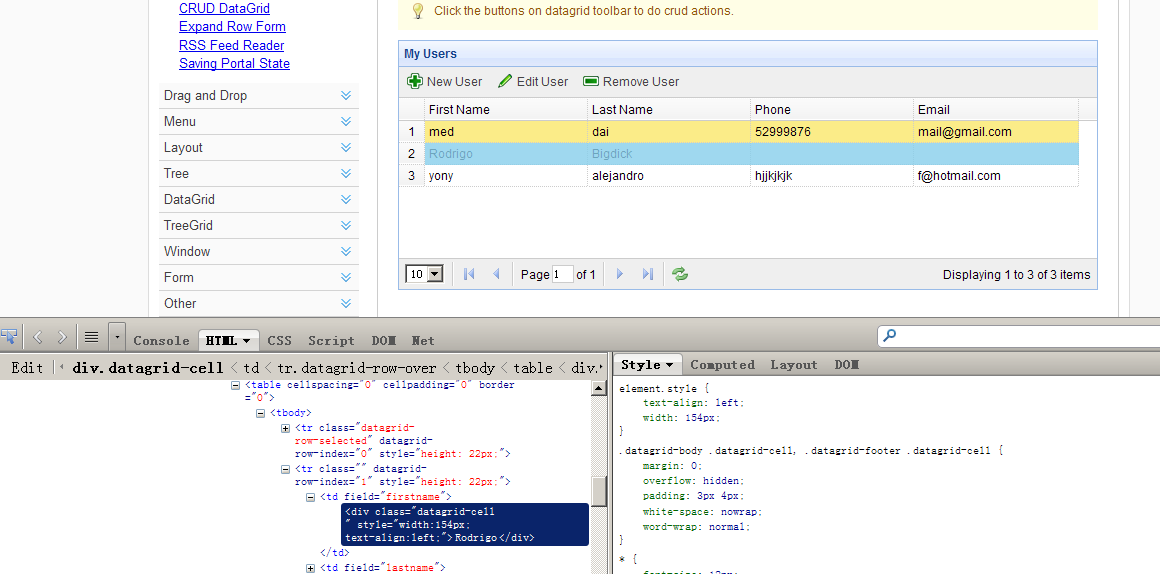 CRUD DataGrid
Expand Row Form
RSS Feed Reader
Saving Portal State
Drag and Drop
Menu
Layout
Tree
DataGrid
TreeGrid
Window
Form
Other
Click the buttons on datagrid toolbar to do crud actions.
My Users
New User Edit User Remove User
First Name Last Name Phone Email
1 med dai 52999876 mail@gmail.com
2 Rodrigo Bigdick
3 yony alejandro hjjkjkjk f@hotmail.com
10 Page 1 of 1 Displaying 1 to 3 of 3 items
Console HTML CSS Script DOM Net
Edit div.datagrid-cell < td < tr.datagrid-row-over < tbody < table < div.
<table cellspacing="0" cellpadding="0" border
="0">
<tbody>
<tr class="datagrid-
row-selected" datagrid-
row-index="0" style="height: 22px;">
<tr class="" datagrid-
row-index="1" style="height: 22px;">
<td field="firstname">
<div class="datagrid-cell
" style="width:154px;
text-align:left;">Rodrigo</div>
</td>
<td field="lastname">
Style Computed Layout DOM
element.style {
text-align: left;
width: 154px;
}
.datagrid-body .datagrid-cell, .datagrid-footer .datagrid-cell {
margin: 0;
overflow: hidden;
padding: 3px 4px;
white-space: nowrap;
word-wrap: normal;
}
* {